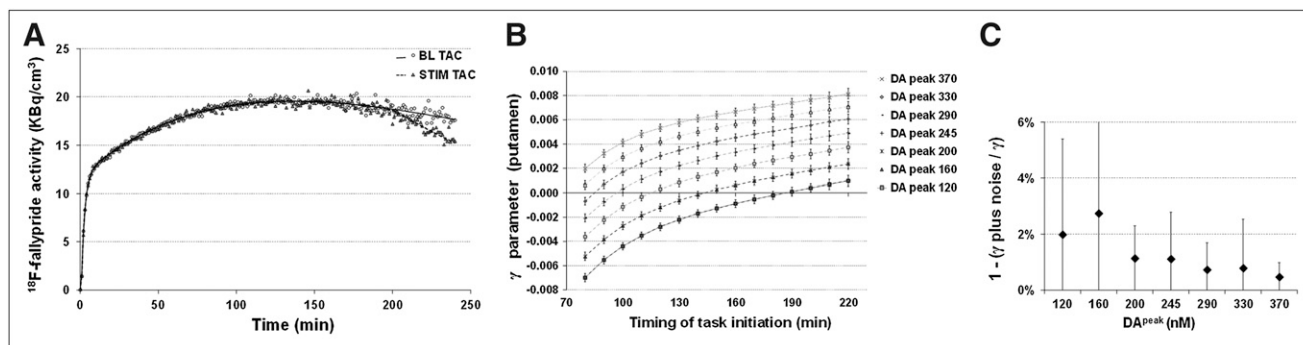 A
¹⁸F-fallypride activity (KBq/cm³)
25
20
15
10
5
0
BL TAC
STIM TAC
0 50 100 150 200 250
Time (min)
B
γ parameter (putamen)
0.010
0.008
0.006
0.004
0.002
0.000
-0.002
-0.004
-0.006
-0.008
70 100 130 160 190 220
Timing of task initiation (min)
DA peak 370
DA peak 330
DA peak 290
DA peak 245
DA peak 200
DA peak 160
DA peak 120
C
1 - (γ plus noise / γ)
6%
4%
2%
0%
120 160 200 245 290 330 370
DAᵖᵉᵃᵏ (nM)